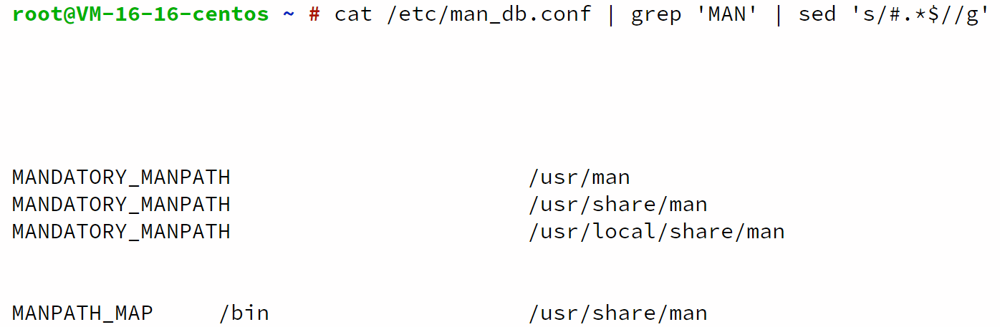 root@VM-16-16-centos ~ # cat /etc/man_db.conf | grep 'MAN' | sed 's/#.*$//g'
MANDATORY_MANPATH /usr/man
MANDATORY_MANPATH /usr/share/man
MANDATORY_MANPATH /usr/local/share/man
MANPATH_MAP /bin /usr/share/man